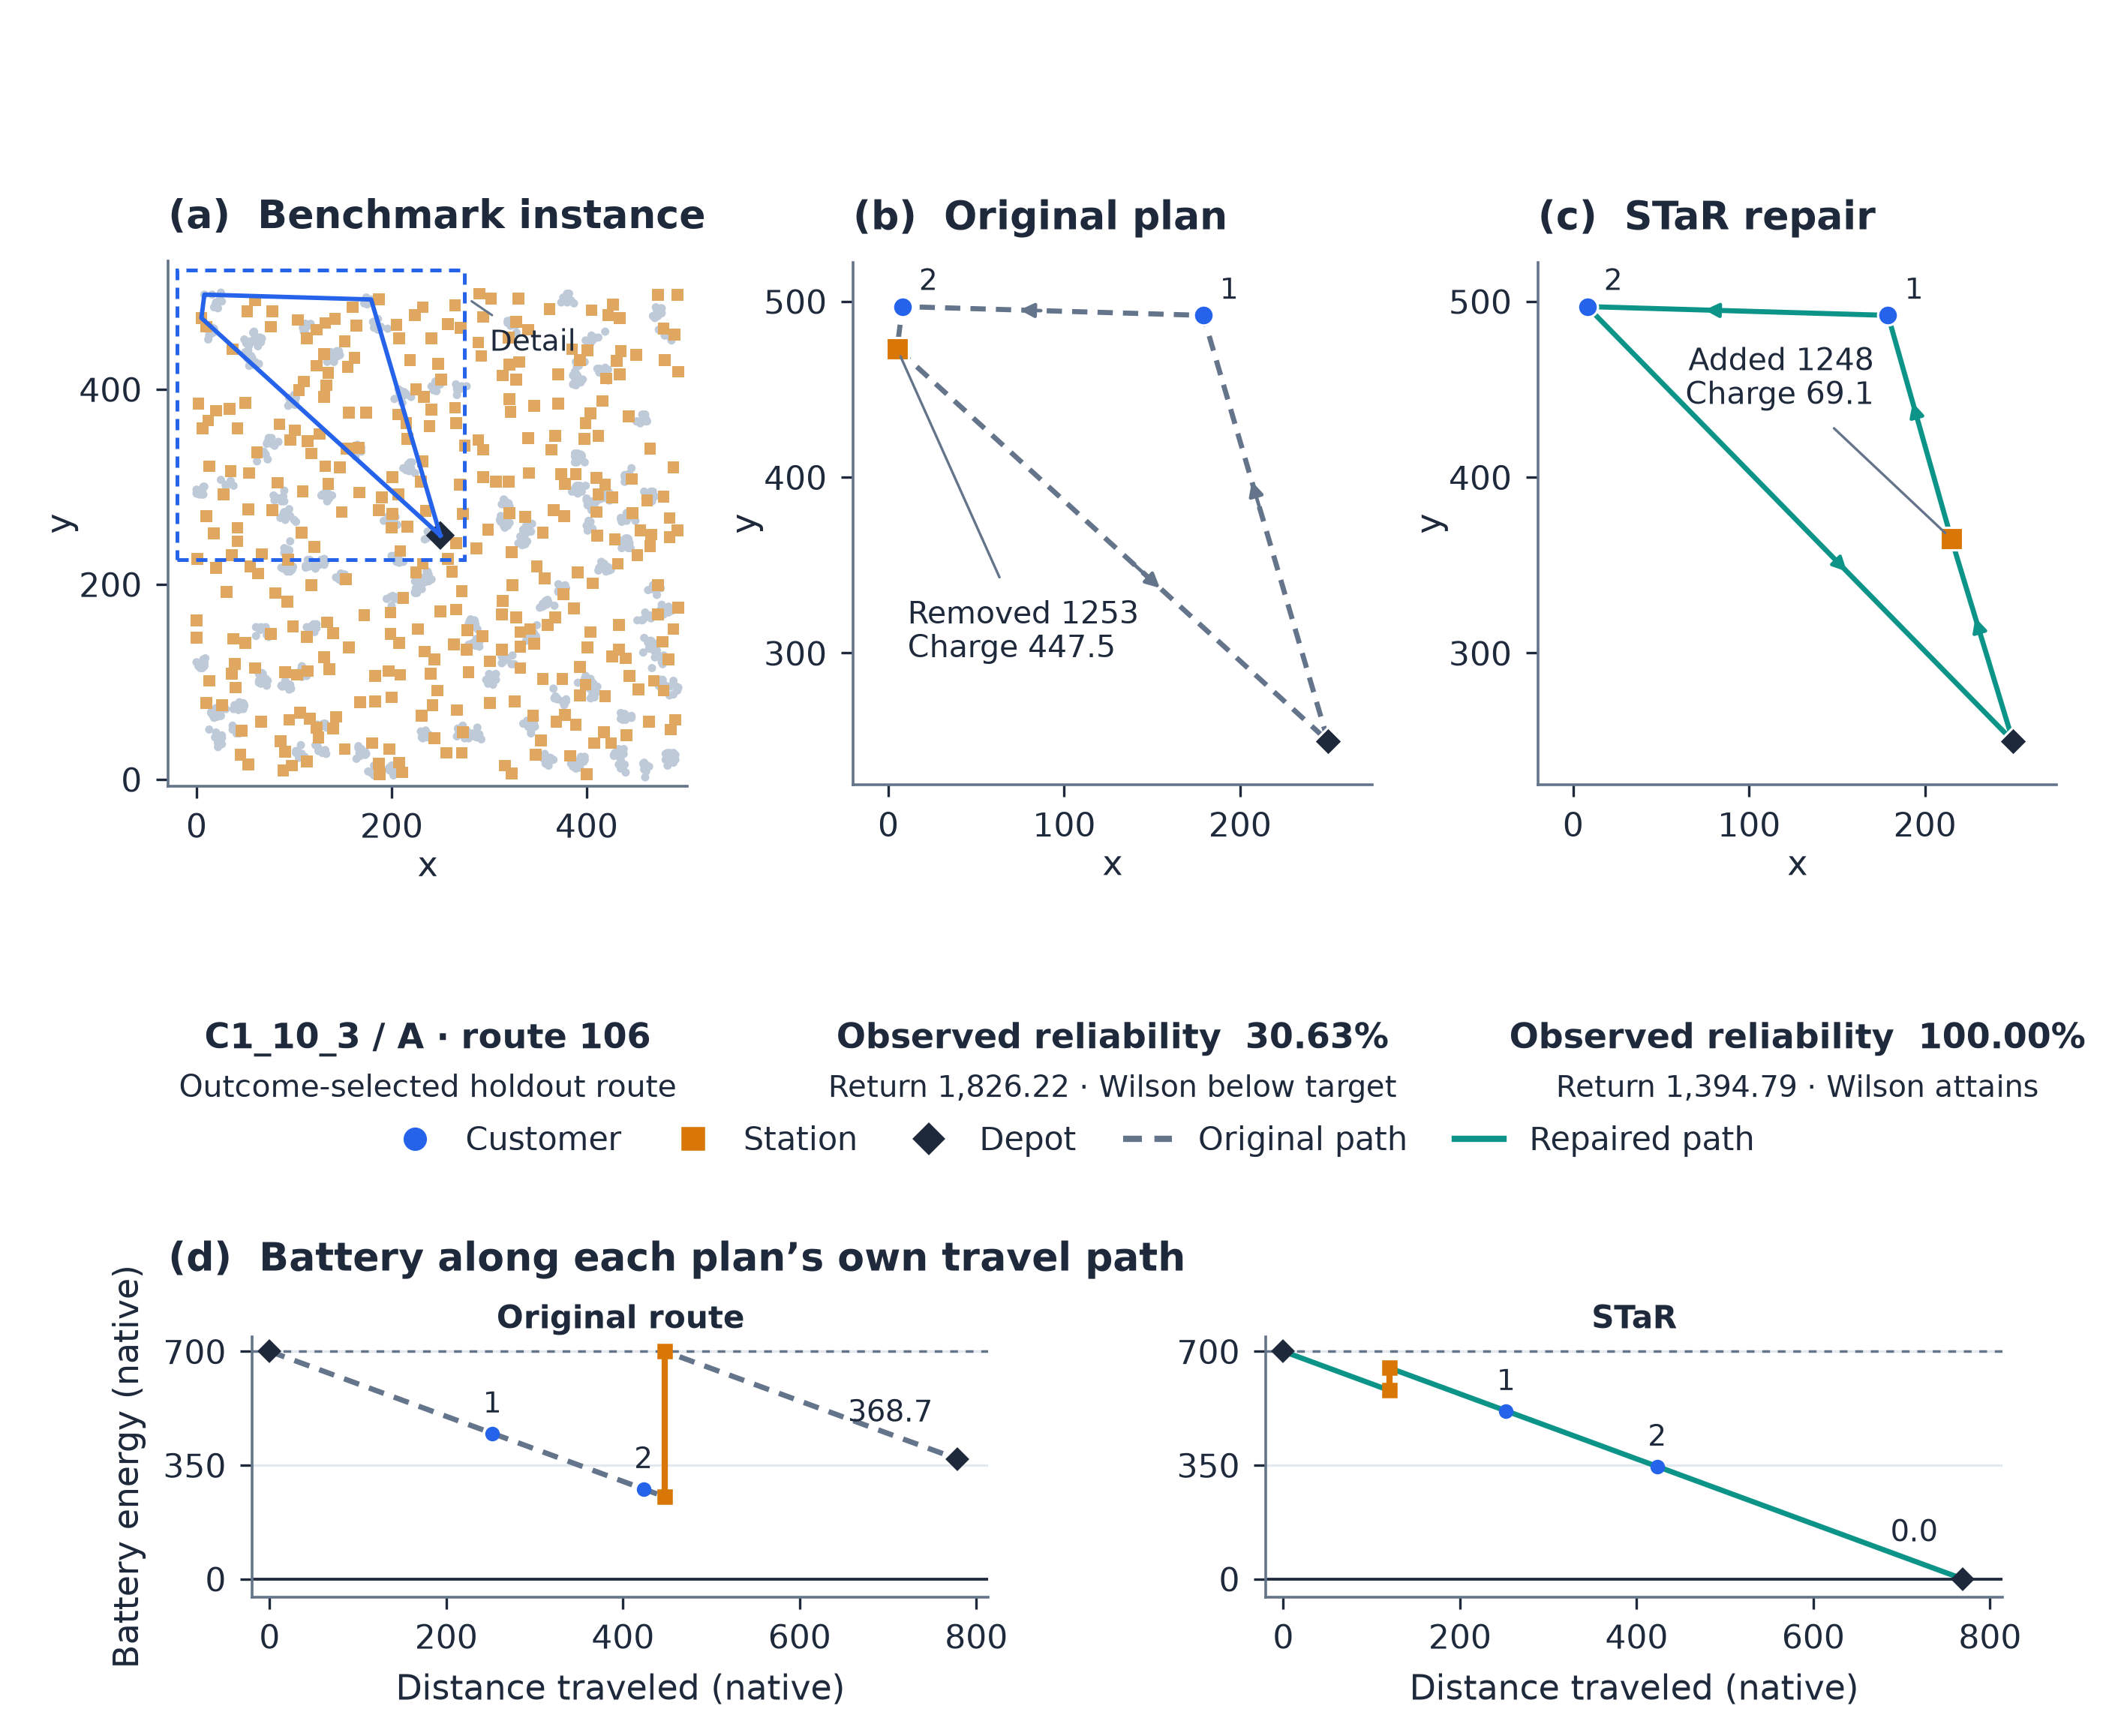 (a) Benchmark instance
(b) Original plan
(c) STaR repair
y
400
200
0
0
200
400
x
Detail
y
500
400
300
0
100
200
x
2
1
Removed 1253
Charge 447.5
y
500
400
300
0
100
200
x
2
1
Added 1248
Charge 69.1
C1_10_3 / A · route 106
Outcome-selected holdout route
Observed reliability 30.63%
Return 1,826.22 · Wilson below target
Observed reliability 100.00%
Return 1,394.79 · Wilson attains
Customer
Station
Depot
Original path
Repaired path
(d) Battery along each plan’s own travel path
Original route
Battery energy (native)
700
350
0
1
2
368.7
0
200
400
600
800
Distance traveled (native)
STaR
700
350
0
1
2
0.0
0
200
400
600
800
Distance traveled (native)